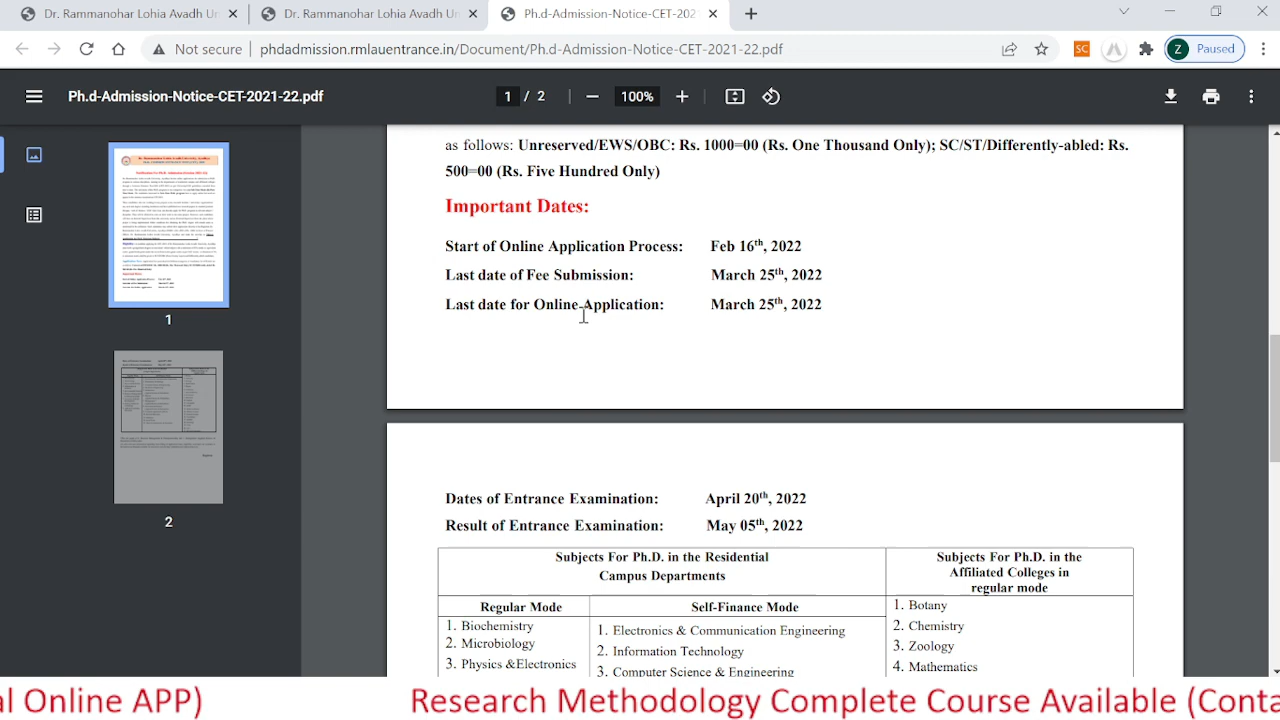 Dr. Rammanohar Lohia Avadh Un
Dr. Rammanohar Lohia Avadh Un
Ph.d-Admission-Notice-CET-202
Not secure
phdadmission.rmlauentrance.in/Document/Ph.d-Admission-Notice-CET-2021-22.pdf
SC
Z
Paused
Ph.d-Admission-Notice-CET-2021-22.pdf
1 / 2
100%
as follows: Unreserved/EWS/OBC: Rs. 1000=00 (Rs. One Thousand Only); SC/ST/Differently-abled: Rs.
500=00 (Rs. Five Hundred Only)
Important Dates:
Start of Online Application Process: Feb 16th, 2022
Last date of Fee Submission: March 25th, 2022
Last date for Online-Application: March 25th, 2022
1
2
Dates of Entrance Examination: April 20th, 2022
Result of Entrance Examination: May 05th, 2022
Subjects For Ph.D. in the Residential
Campus Departments
Subjects For Ph.D. in the
Affiliated Colleges in
regular mode
Regular Mode
Self-Finance Mode
1. Biochemistry
2. Microbiology
3. Physics &Electronics
1. Electronics & Communication Engineering
2. Information Technology
3. Computer Science & Engineering
1. Botany
2. Chemistry
3. Zoology
4. Mathematics
al Online APP)
Research Methodology Complete Course Available (Conta